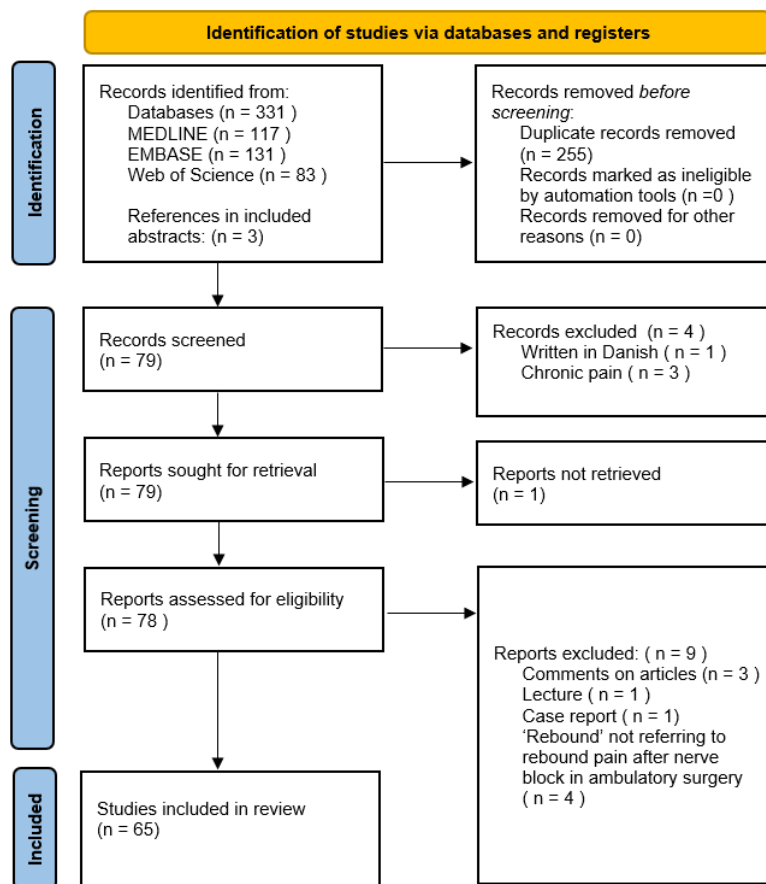 Identification of studies via databases and registers
Identification
Records identified from:
Databases (n = 331 )
MEDLINE (n = 117 )
EMBASE (n = 131 )
Web of Science (n = 83 )
References in included
abstracts: (n = 3)
Records removed before
screening:
Duplicate records removed
(n = 255)
Records marked as ineligible
by automation tools (n =0 )
Records removed for other
reasons (n = 0)
Screening
Records screened
(n = 79)
Records excluded (n = 4 )
Written in Danish ( n = 1 )
Chronic pain ( n = 3 )
Reports sought for retrieval
(n = 79)
Reports not retrieved
(n = 1)
Reports assessed for eligibility
(n = 78 )
Reports excluded: ( n = 9 )
Comments on articles (n = 3 )
Lecture ( n = 1 )
Case report ( n = 1)
‘Rebound’ not referring to
rebound pain after nerve
block in ambulatory surgery
( n = 4 )
Included
Studies included in review
(n = 65)